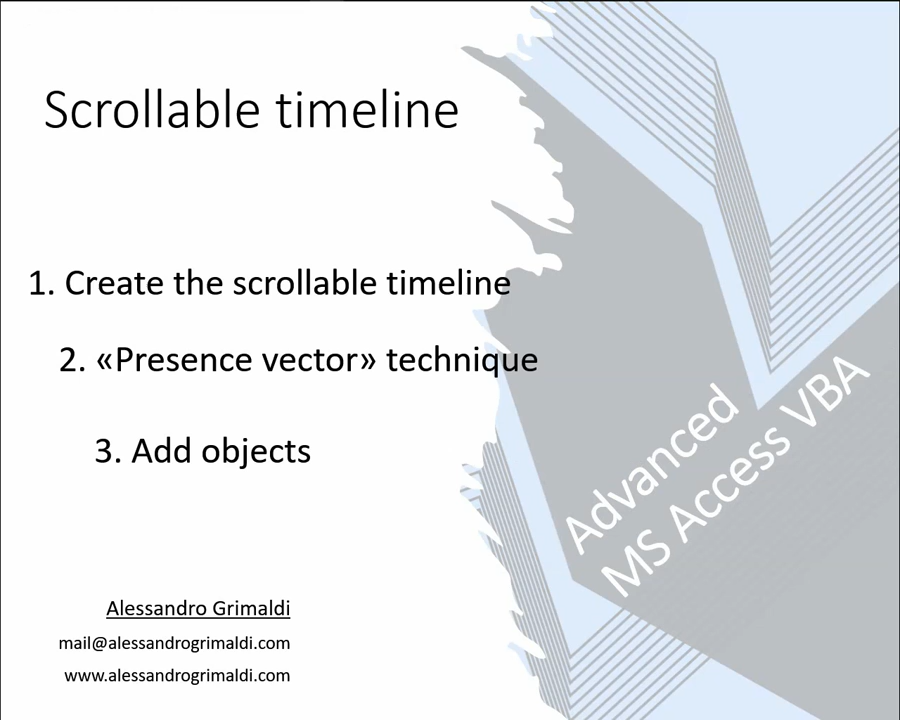 Scrollable timeline
1. Create the scrollable timeline
2. «Presence vector» technique
3. Add objects
Advanced
MS Access VBA
Alessandro Grimaldi
mail@alessandrogrimaldi.com
www.alessandrogrimaldi.com